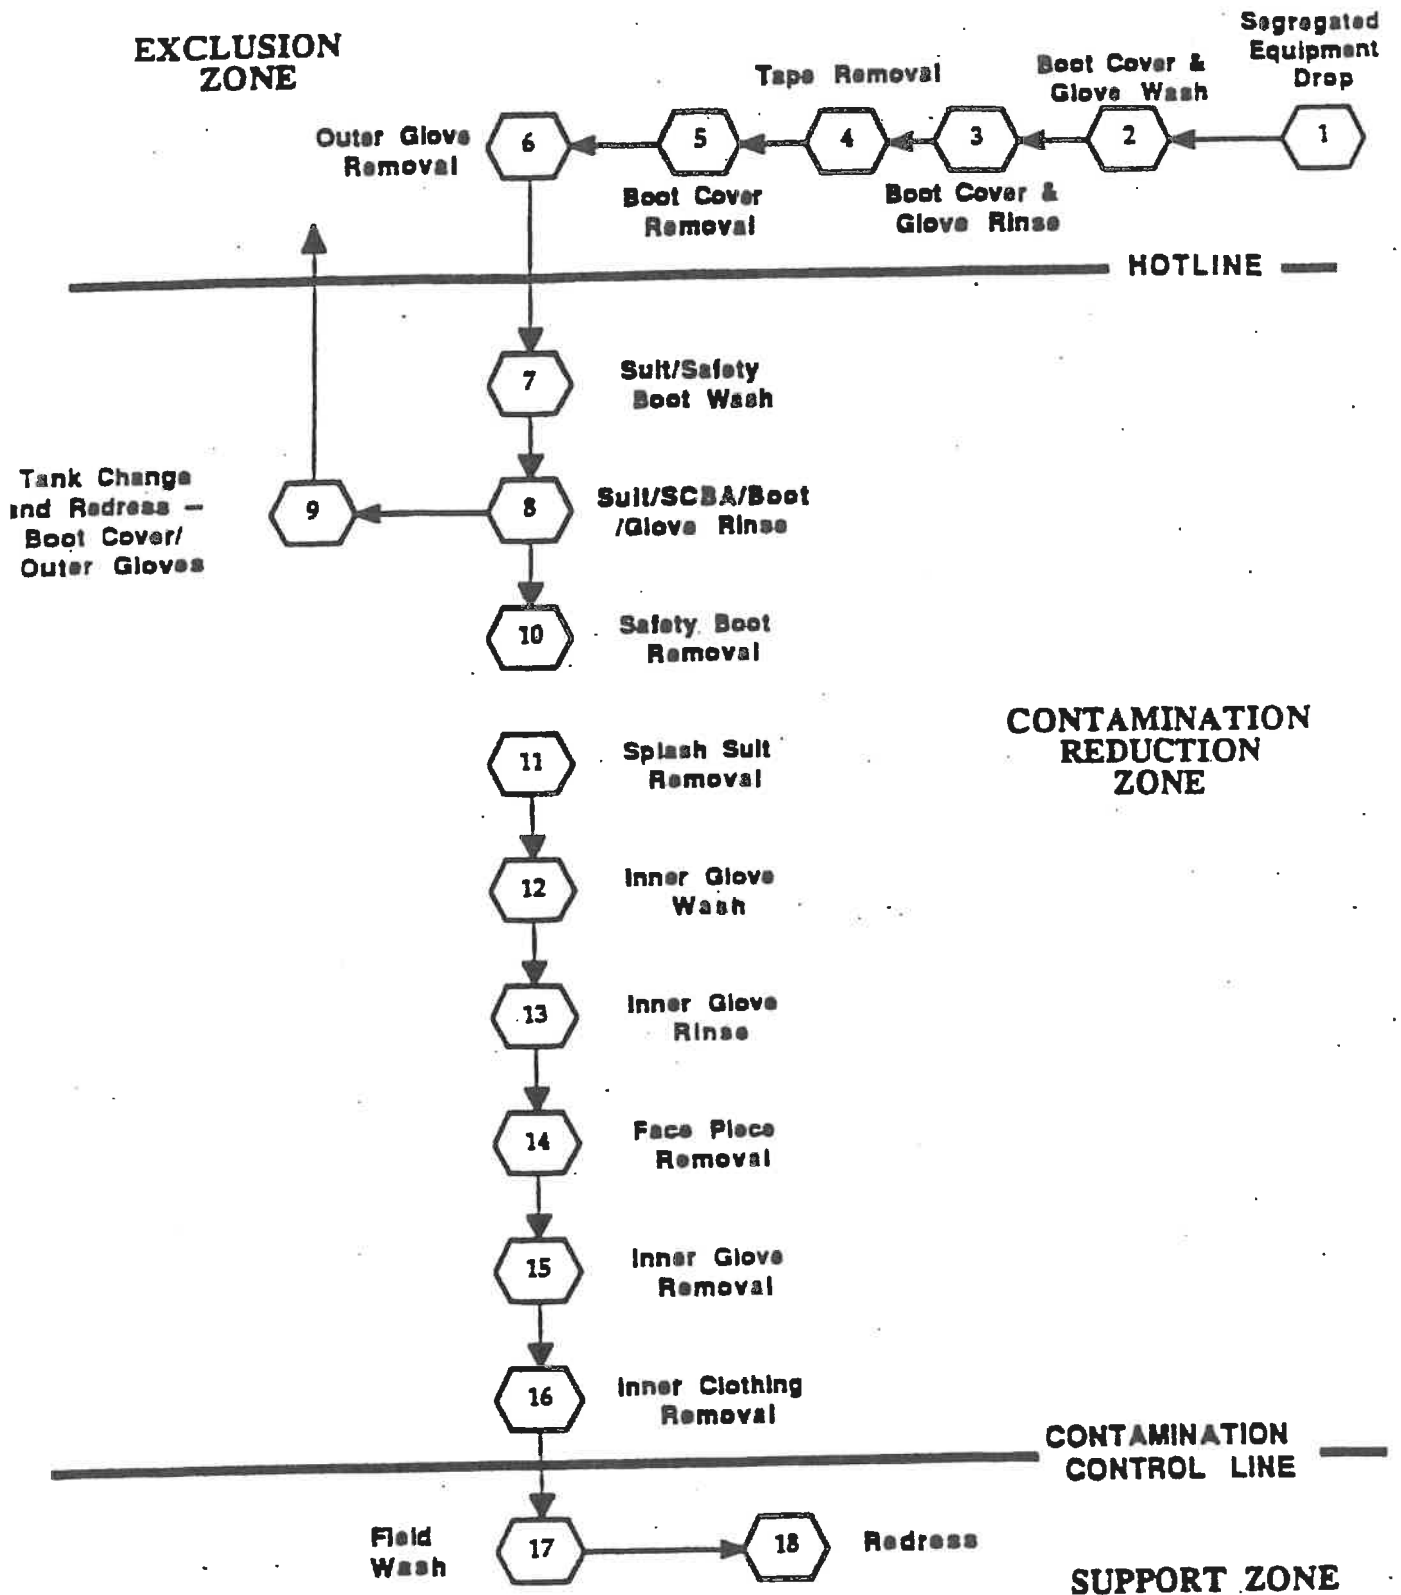 EXCLUSION
ZONE
Segregated
Equipment
Drop
Boot Cover &
Glove Wash
Tape Removal
Outer Glove
Removal
6
5
4
3
2
1
Boot Cover
Removal
Boot Cover &
Glove Rinse
HOTLINE
7
Suit/Safety
Boot Wash
Tank Change
and Redress –
Boot Cover/
Outer Gloves
9
8
Suit/SCBA/Boot
/Glove Rinse
10
Safety Boot
Removal
CONTAMINATION
REDUCTION
ZONE
11
Splash Suit
Removal
12
Inner Glove
Wash
13
Inner Glove
Rinse
14
Face Piece
Removal
15
Inner Glove
Removal
16
Inner Clothing
Removal
CONTAMINATION
CONTROL LINE
Field
Wash
17
18
Redress
SUPPORT ZONE